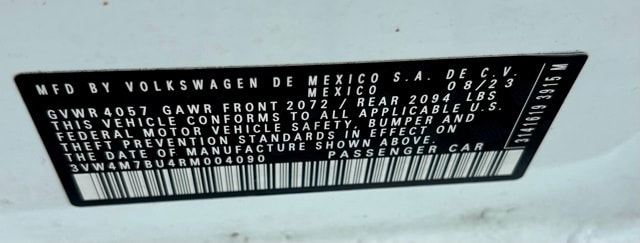 MFD BY VOLKSWAGEN DE MEXICO S.A. DE C.V.
MEXICO 08/23
GVWR 4057 GAWR FRONT 2072 / REAR 2094 LBS
THIS VEHICLE CONFORMS TO ALL APPLICABLE U.S.
FEDERAL MOTOR VEHICLE SAFETY, BUMPER AND
THEFT PREVENTION STANDARDS IN EFFECT ON
THE DATE OF MANUFACTURE SHOWN ABOVE.
3VW4M7BU4RM004090 PASSENGER CAR
3141619 3915 M